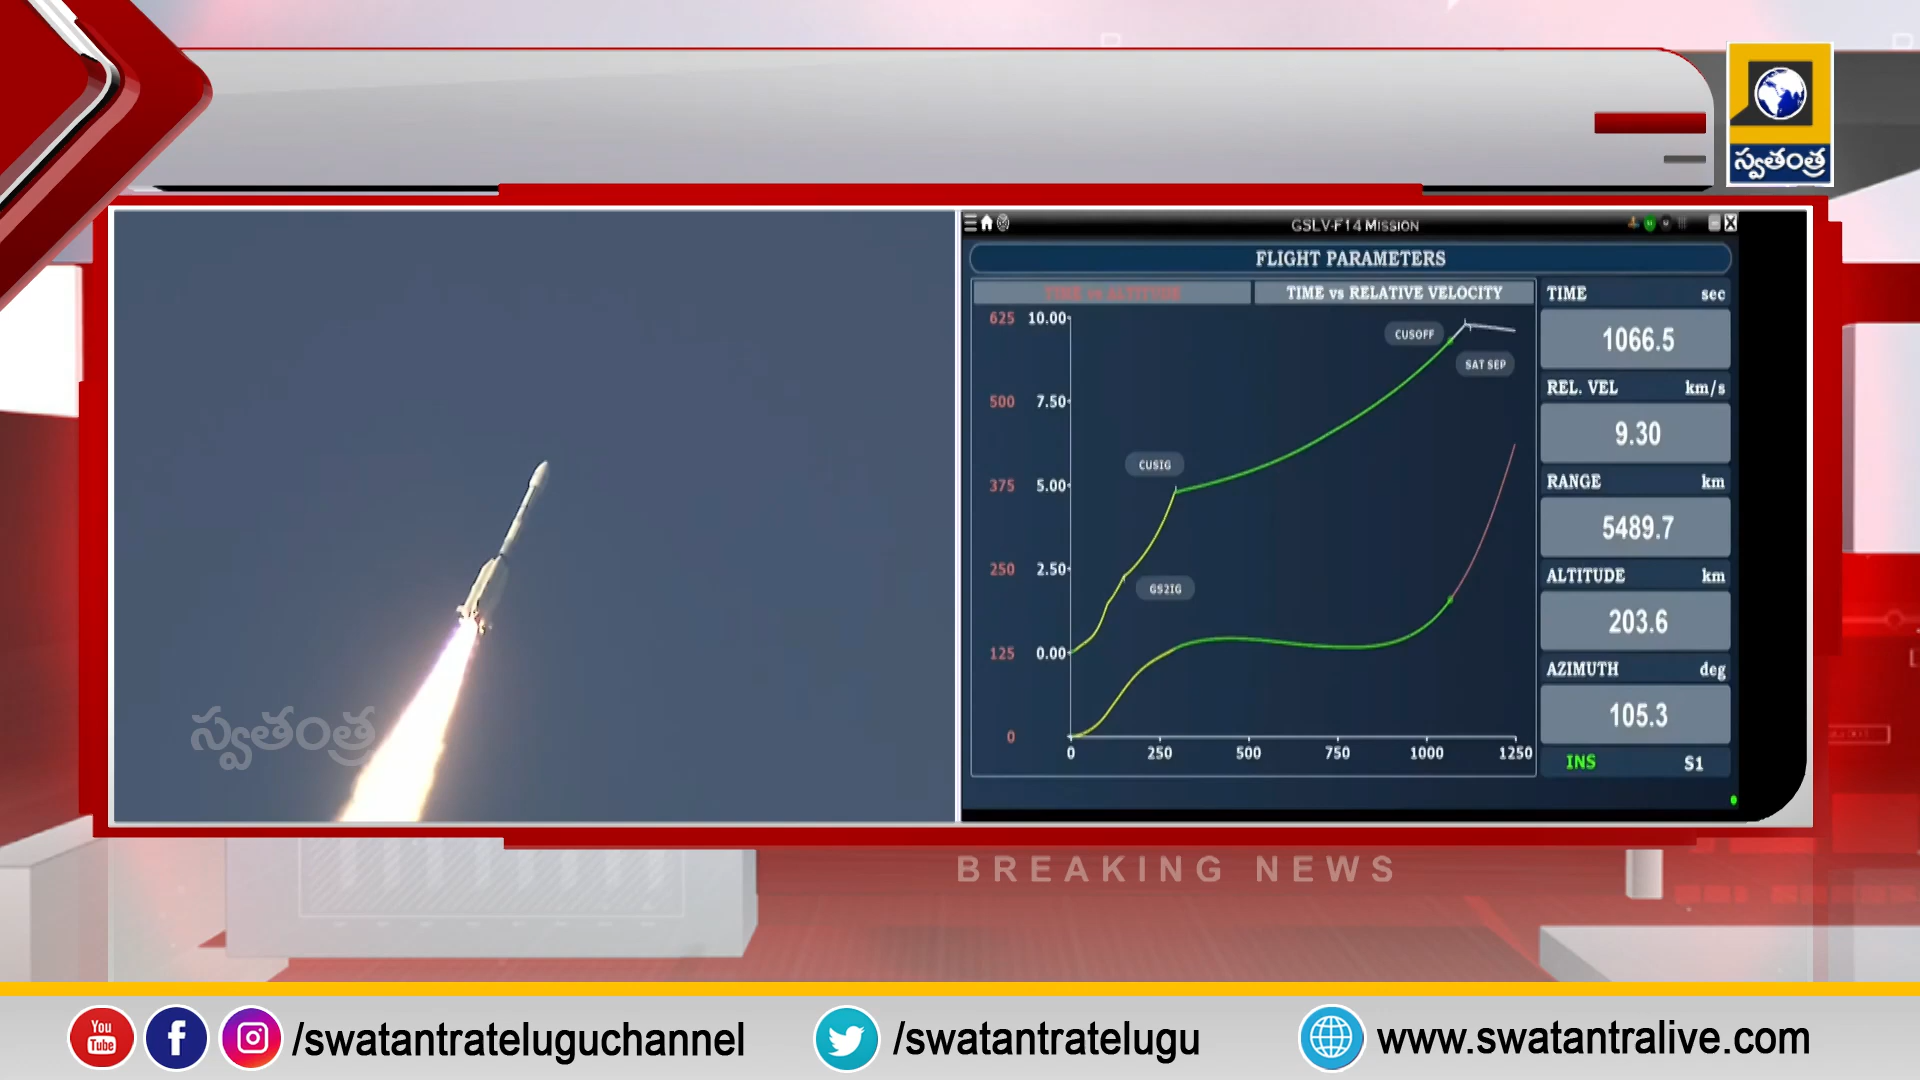 స్వతంత్ర
GSLV-F14 MISSION
FLIGHT PARAMETERS
TIME vs ALTITUDE
TIME vs RELATIVE VELOCITY
625 10.00
500 7.50
375 5.00
250 2.50
125 0.00
0
0 250 500 750 1000 1250
CUSOFF
SAT SEP
CUSIG
GS2IG
TIME sec
1066.5
REL. VEL km/s
9.30
RANGE km
5489.7
ALTITUDE km
203.6
AZIMUTH deg
105.3
INS S1
స్వతంత్ర
BREAKING NEWS
You Tube
/swatantrateluguchannel
/swatantratelugu
www.swatantralive.com